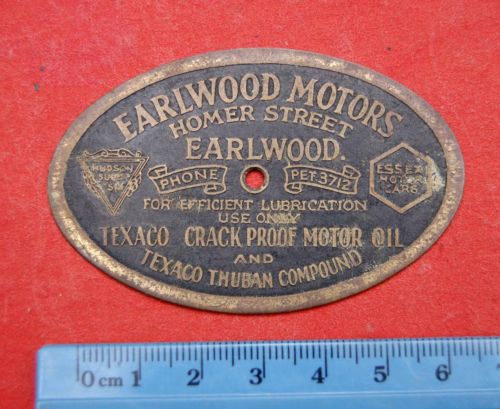 EARLWOOD MOTORS
HOMER STREET
EARLWOOD.
HUDSON
SUPER
SIX
PHONE
PET-3712
ESSEX
MOTOR
CARS
FOR EFFICIENT LUBRICATION
USE ONLY
TEXACO CRACK PROOF MOTOR OIL
AND
TEXACO THUBAN COMPOUND
0 cm 1 2 3 4 5 6 7